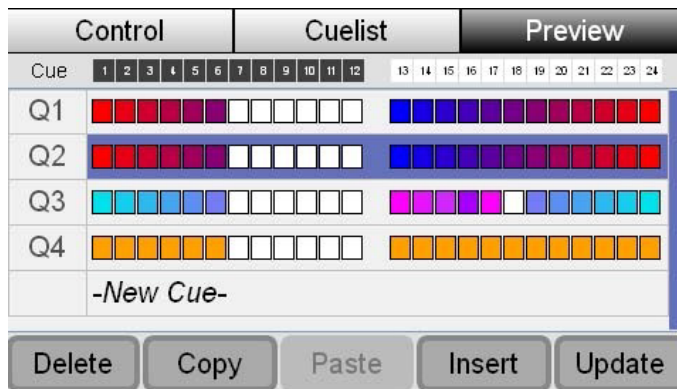 Control Cuelist Preview
Cue 1 2 3 4 5 6 7 8 9 10 11 12 13 14 15 16 17 18 19 20 21 22 23 24
Q1
Q2
Q3
Q4
-New Cue-
Delete Copy Paste Insert Update